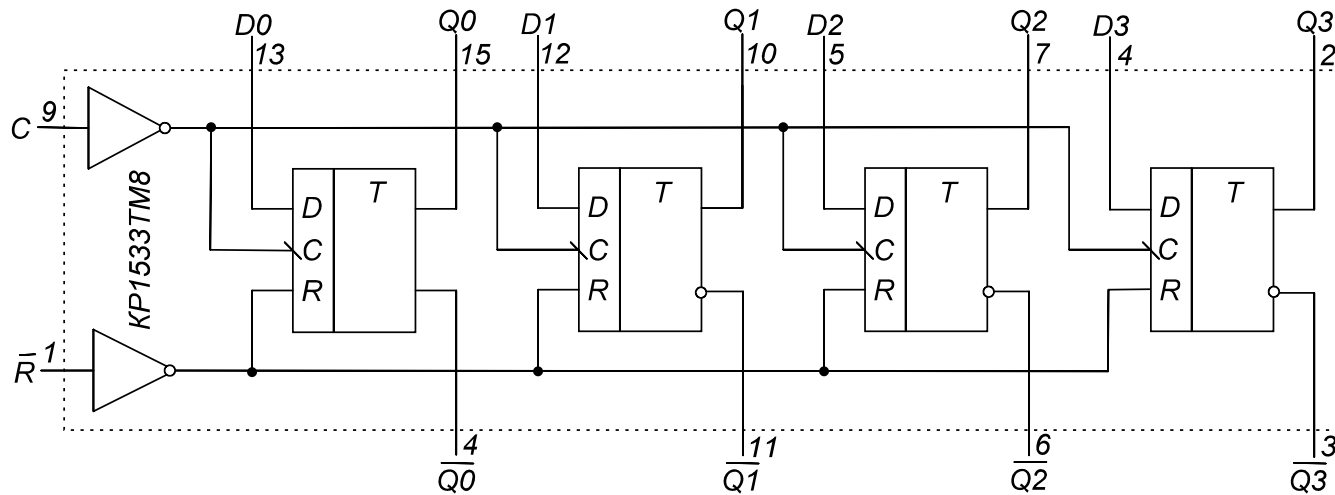 D0 Q0 D1 Q1 D2 Q2 D3 Q3
13 15 12 10 5 7 4 2
C 9
КР1533ТМ8
D T D T D T D T
C C C C
R R R R
R̅ 1
4 11 6 3
Q̅0̅ Q̅1̅ Q̅2̅ Q̅3̅